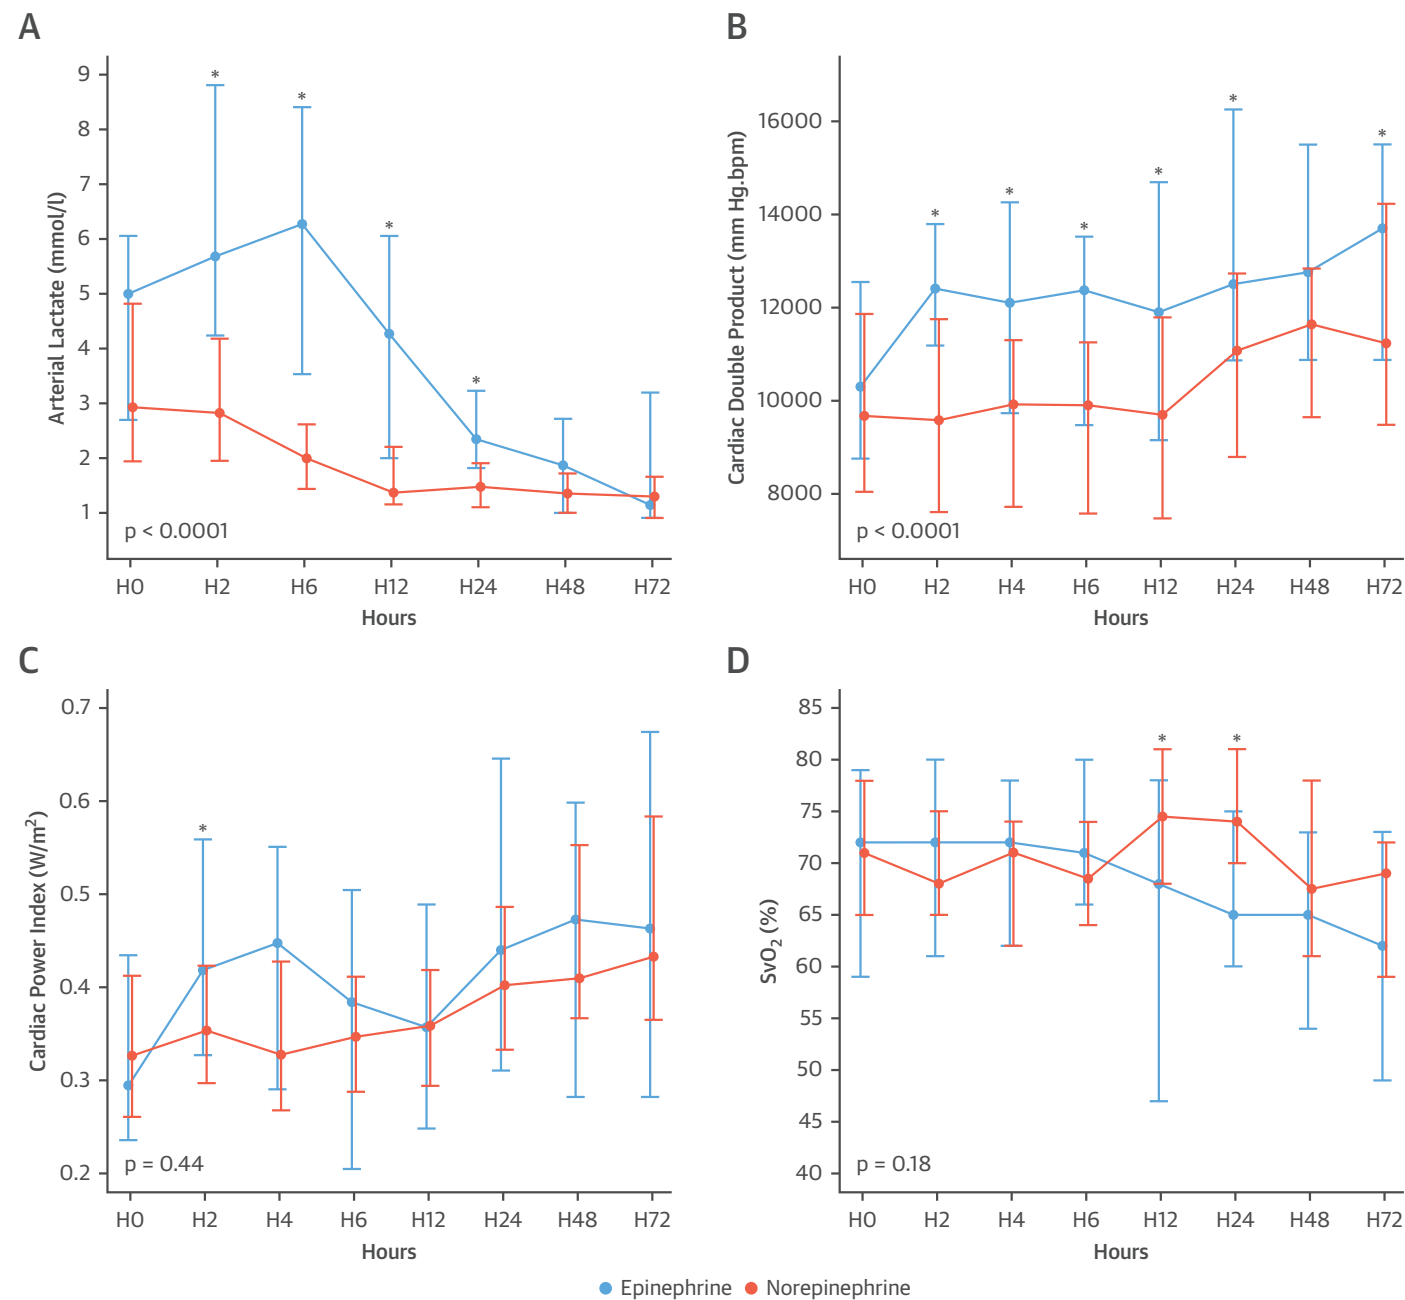 A
Arterial Lactate (mmol/l)
9
8
7
6
5
4
3
2
1
* * * *
p < 0.0001
H0 H2 H6 H12 H24 H48 H72
Hours
B
Cardiac Double Product (mm Hg.bpm)
16000
14000
12000
10000
8000
* * * * * *
p < 0.0001
H0 H2 H4 H6 H12 H24 H48 H72
Hours
C
Cardiac Power Index (W/m²)
0.7
0.6
0.5
0.4
0.3
0.2
*
p = 0.44
H0 H2 H4 H6 H12 H24 H48 H72
Hours
D
SvO₂ (%)
85
80
75
70
65
60
55
50
45
40
* *
p = 0.18
H0 H2 H4 H6 H12 H24 H48 H72
Hours
Epinephrine Norepinephrine